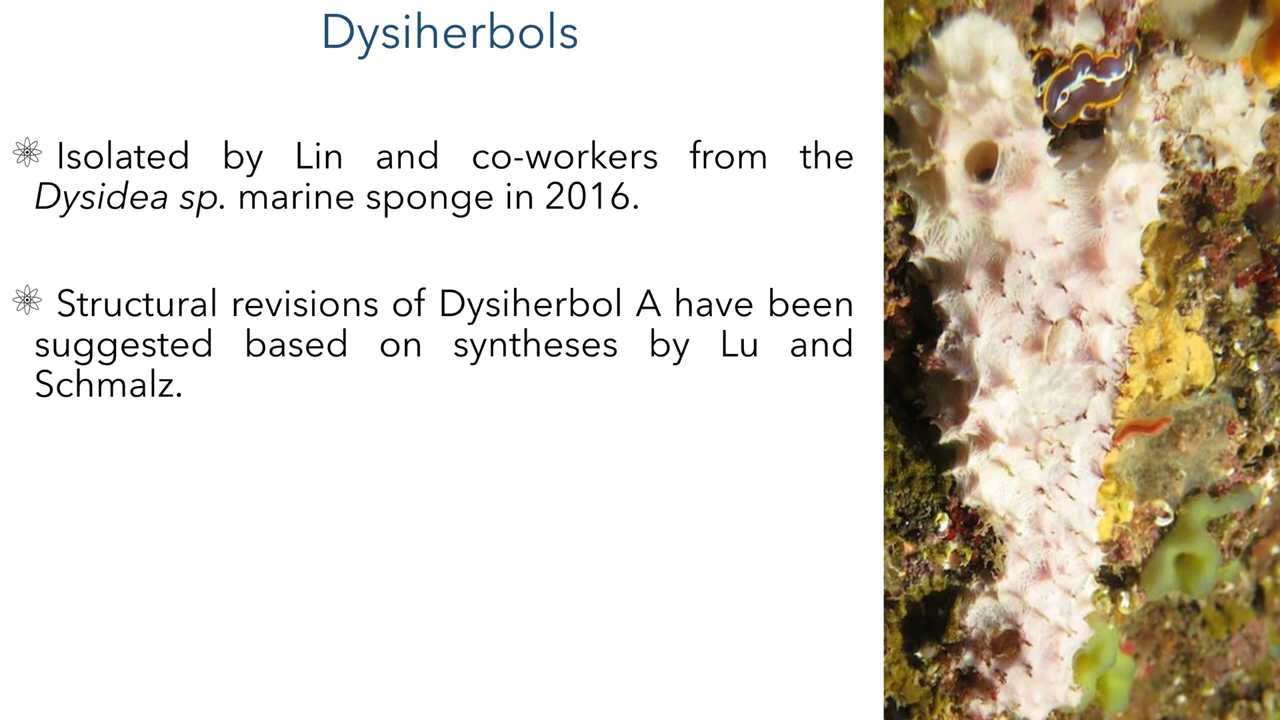 Dysiherbols
Isolated by Lin and co-workers from the
Dysidea sp. marine sponge in 2016.
Structural revisions of Dysiherbol A have been
suggested based on syntheses by Lu and
Schmalz.